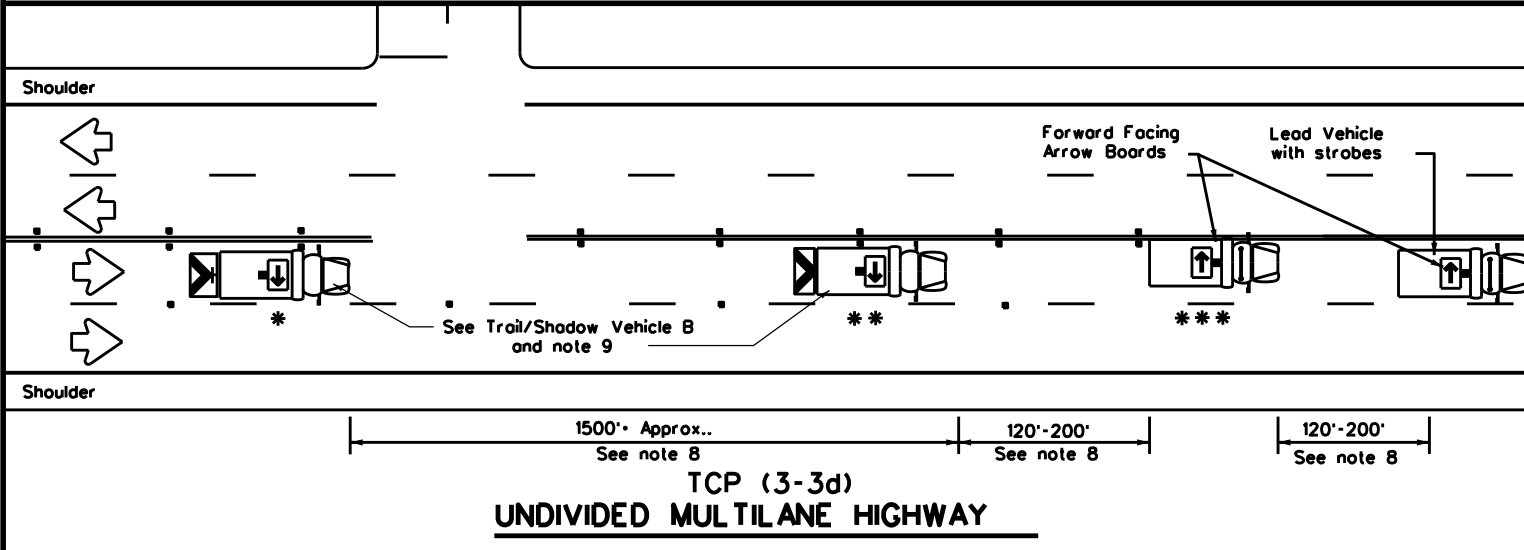 Shoulder
Forward Facing
Arrow Boards
Lead Vehicle
with strobes
*
* *
* * *
See Trail/Shadow Vehicle B
and note 9
Shoulder
1500'+ Approx..
See note 8
120'-200'
See note 8
120'-200'
See note 8
TCP (3-3d)
UNDIVIDED MULTILANE HIGHWAY